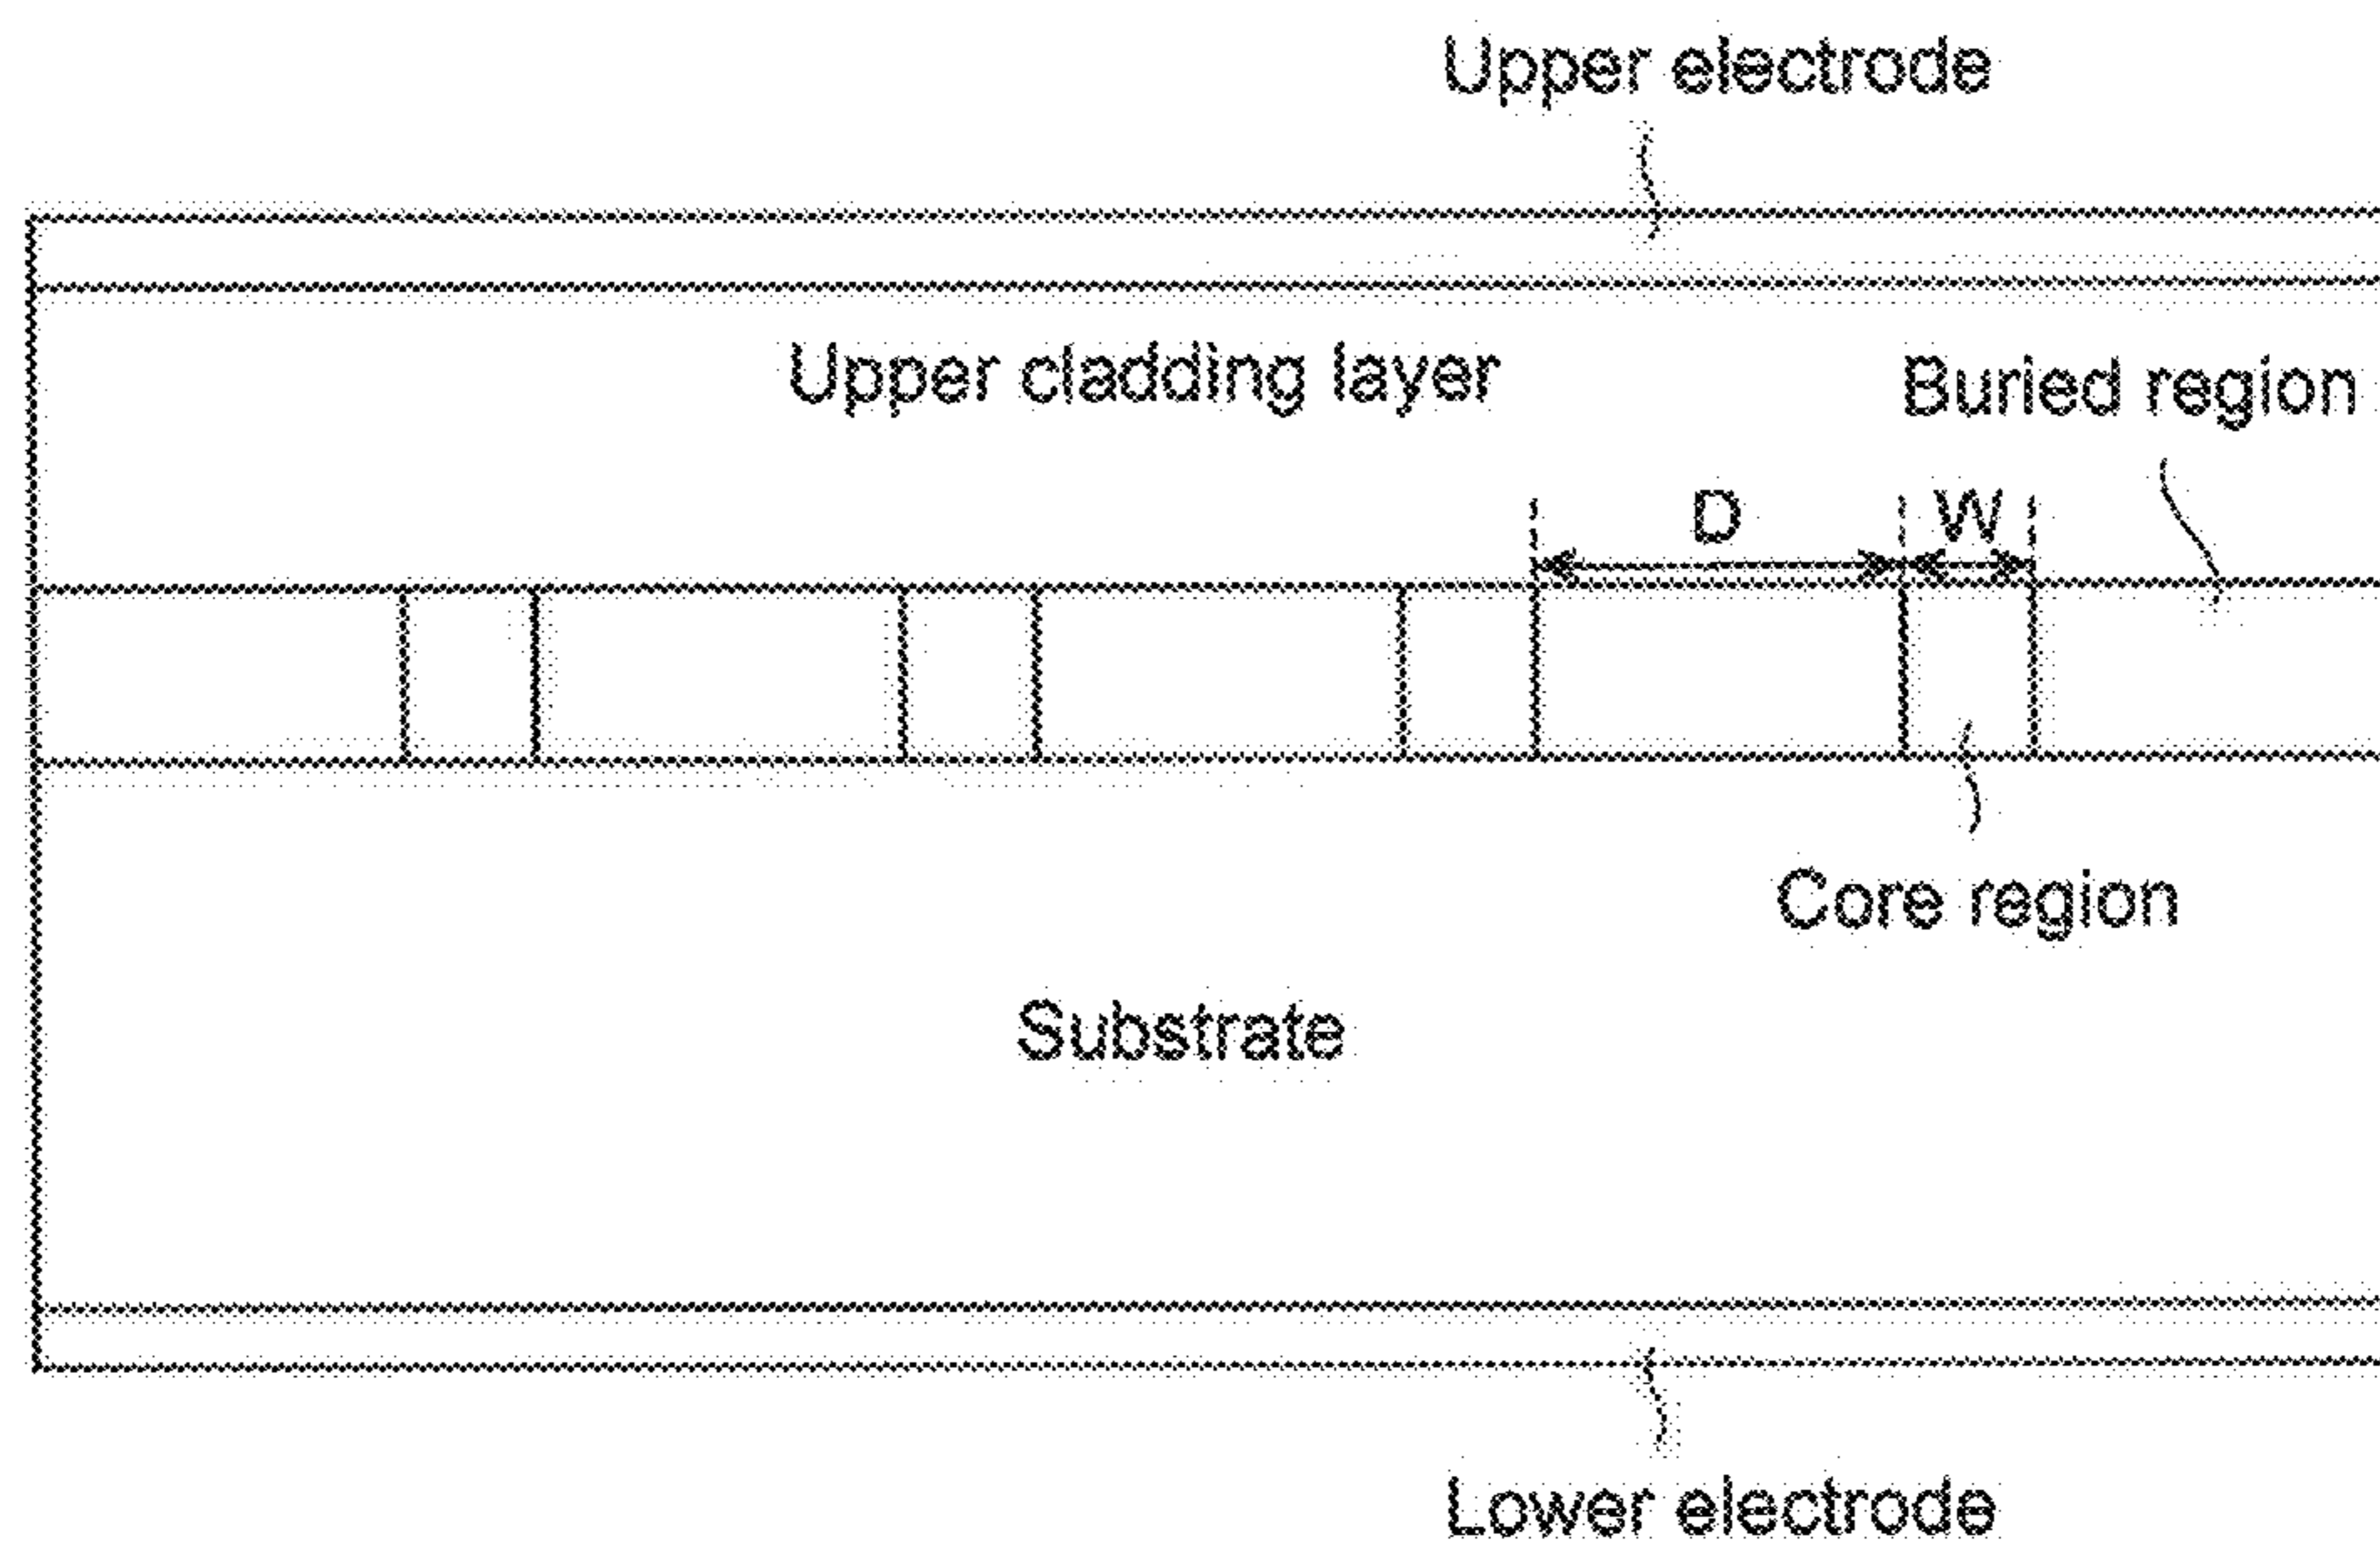 Upper electrode
Upper cladding layer
Buried region
D
W
Core region
Substrate
Lower electrode